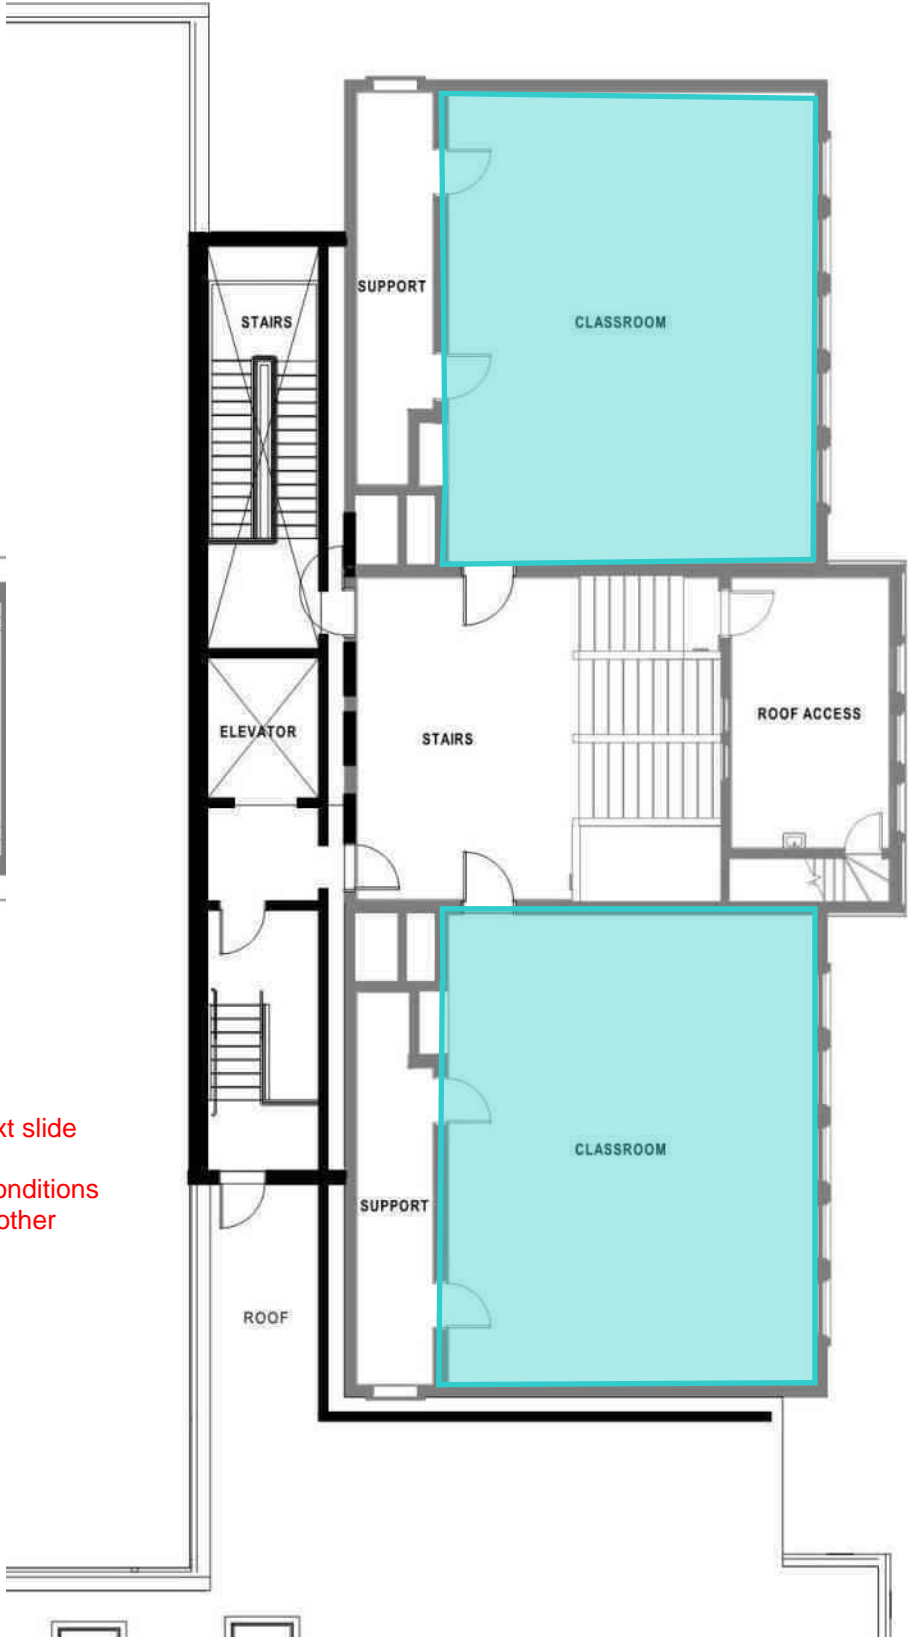 SUPPORT
STAIRS
CLASSROOM
ROOF ACCESS
ELEVATOR
STAIRS
xt slide
CLASSROOM
onditions
SUPPORT
other
ROOF